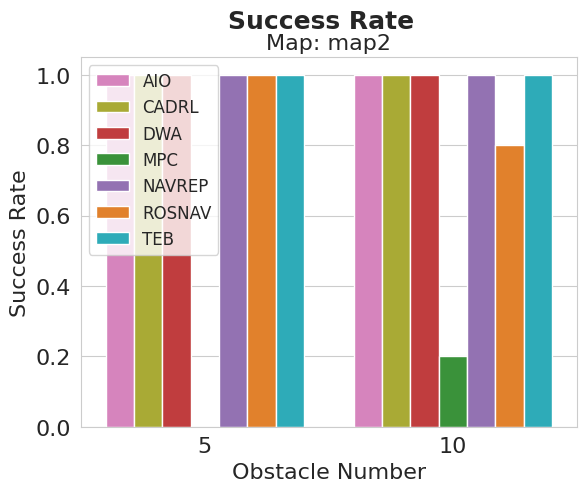 Success Rate
Map: map2
1.0
0.8
0.6
0.4
0.2
0.0
Success Rate
AIO
CADRL
DWA
MPC
NAVREP
ROSNAV
TEB
5 10
Obstacle Number